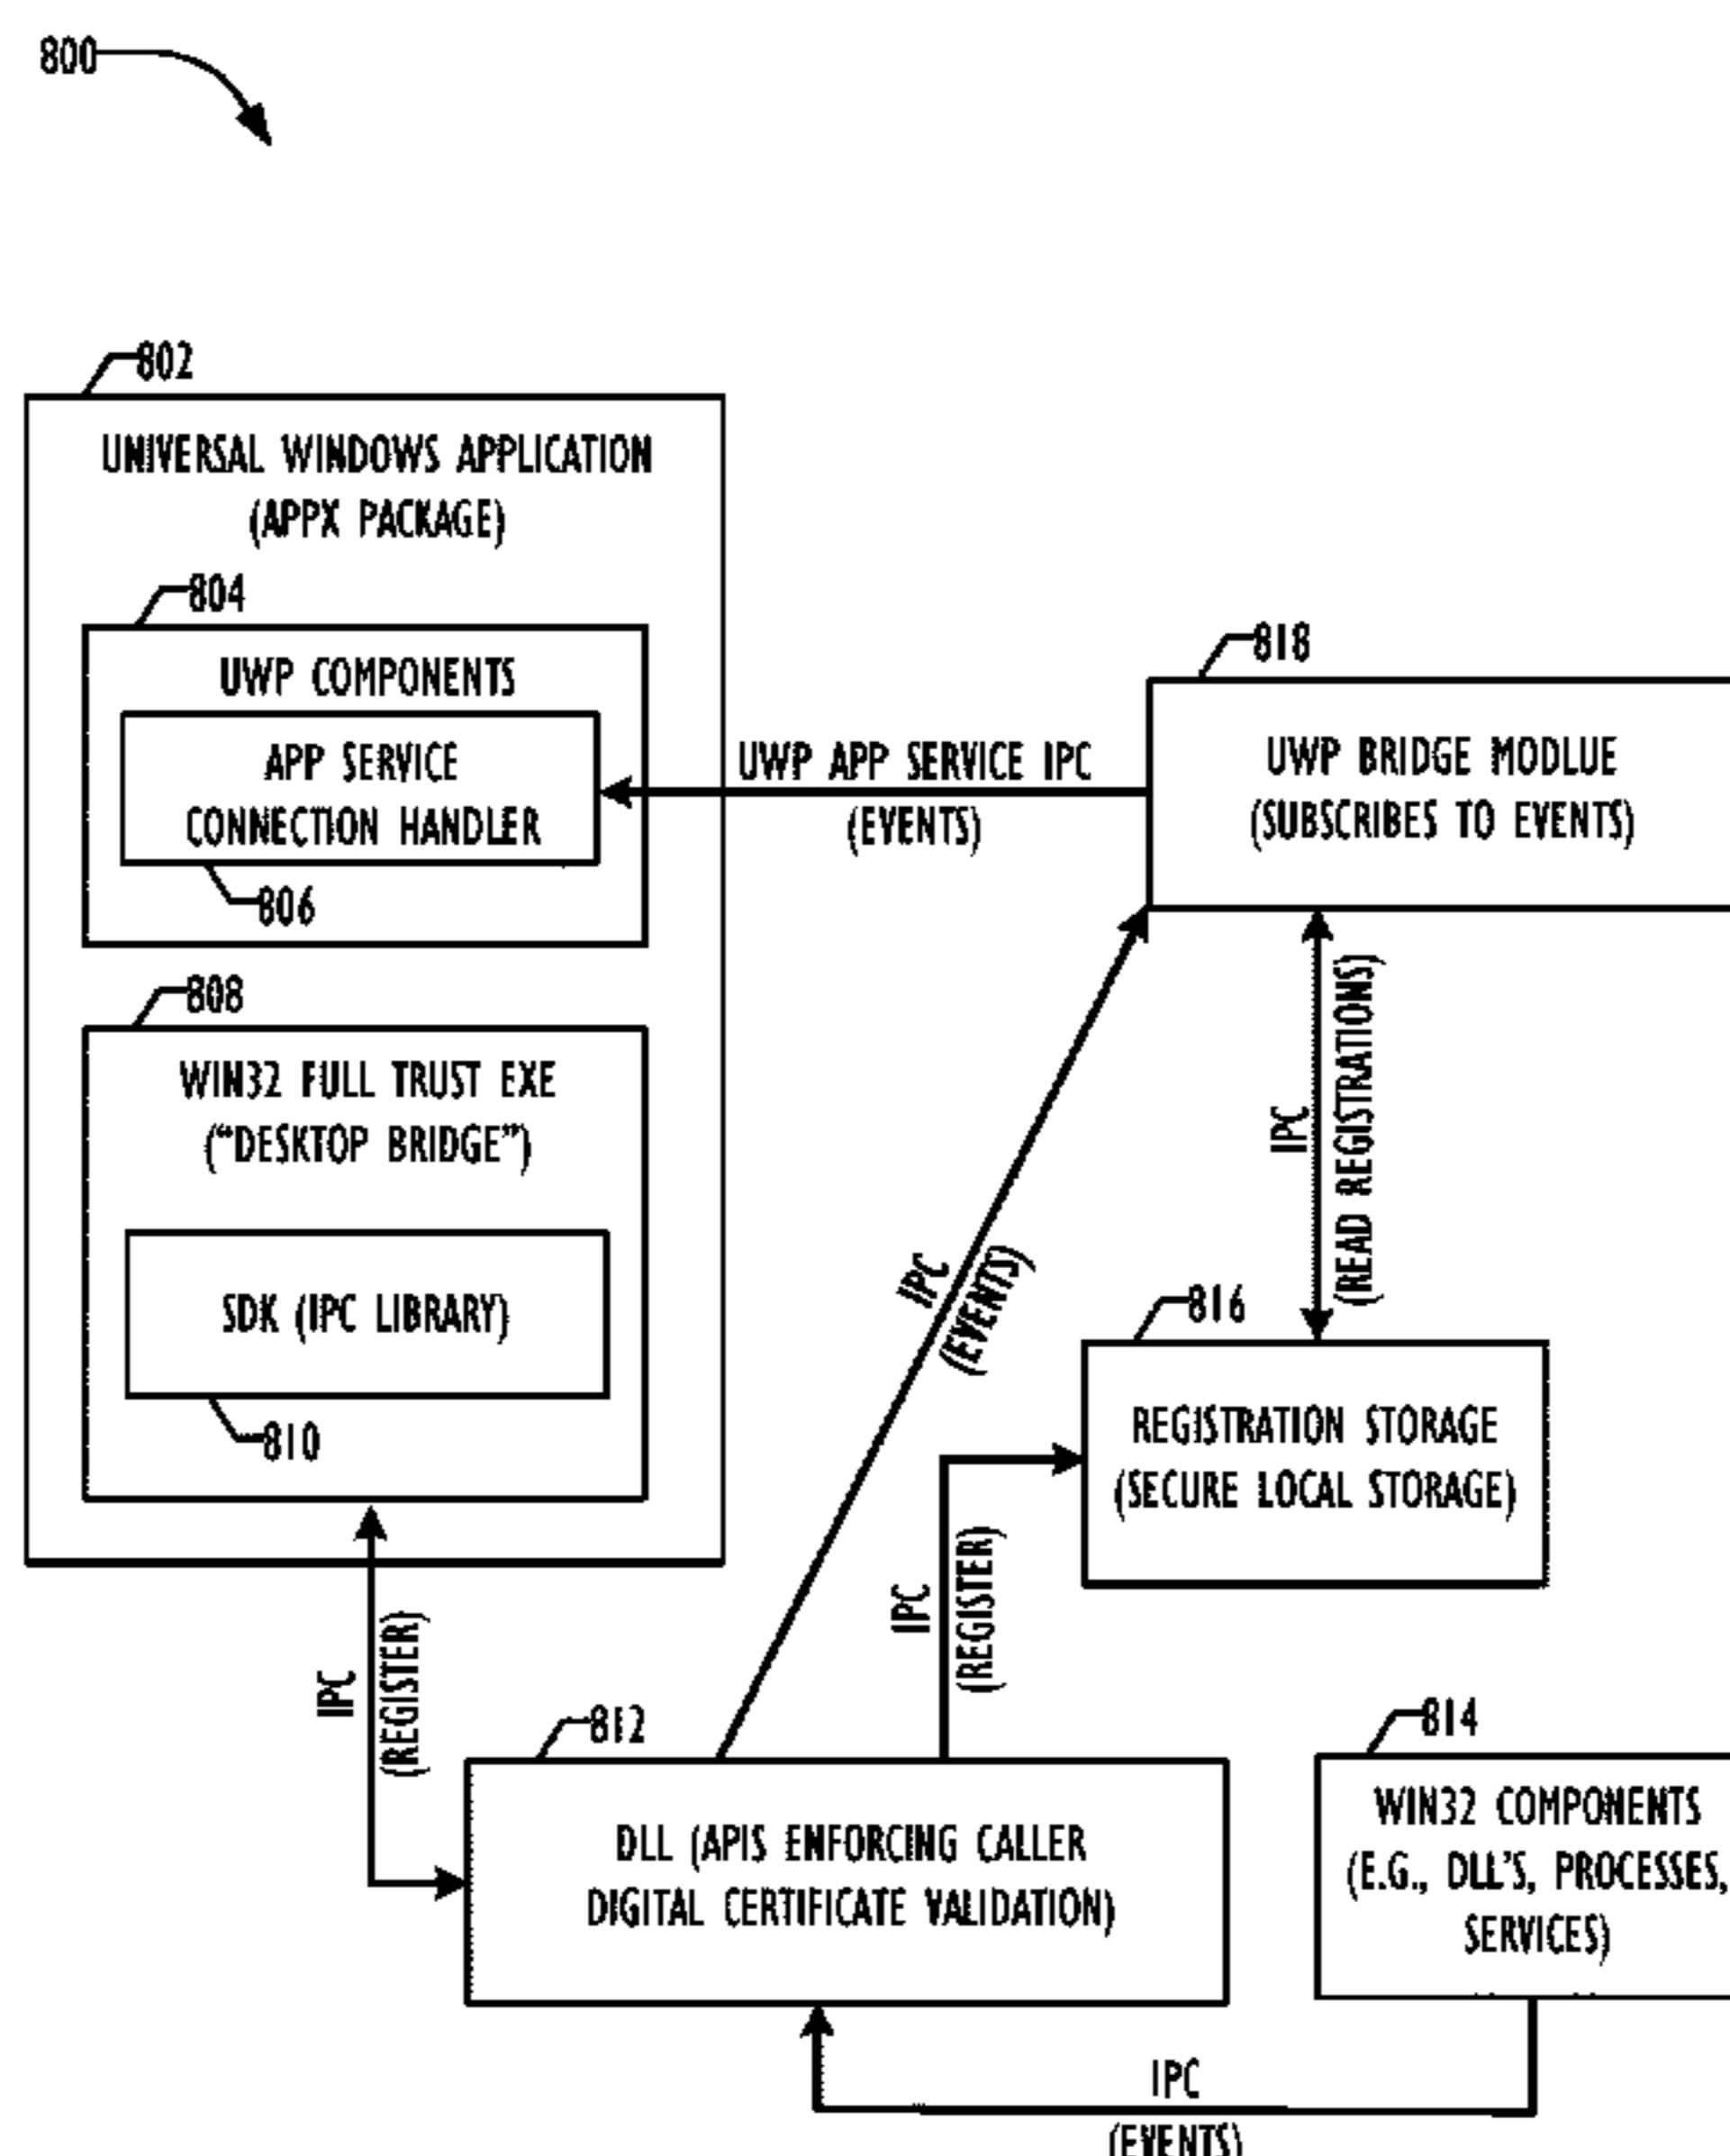 800
802
UNIVERSAL WINDOWS APPLICATION
(APPX PACKAGE)
804
UWP COMPONENTS
APP SERVICE
CONNECTION HANDLER
806
808
WIN32 FULL TRUST EXE
(“DESKTOP BRIDGE”)
SDK (IPC LIBRARY)
810
UWP APP SERVICE IPC
(EVENTS)
818
UWP BRIDGE MODLUE
(SUBSCRIBES TO EVENTS)
IPC
(READ REGISTRATIONS)
IPC
(EVENTS)
816
REGISTRATION STORAGE
(SECURE LOCAL STORAGE)
IPC
(REGISTER)
IPC
(REGISTER)
812
DLL (APIS ENFORCING CALLER
DIGITAL CERTIFICATE VALIDATION)
814
WIN32 COMPONENTS
(E.G., DLL’S, PROCESSES,
SERVICES)
IPC
(EVENTS)